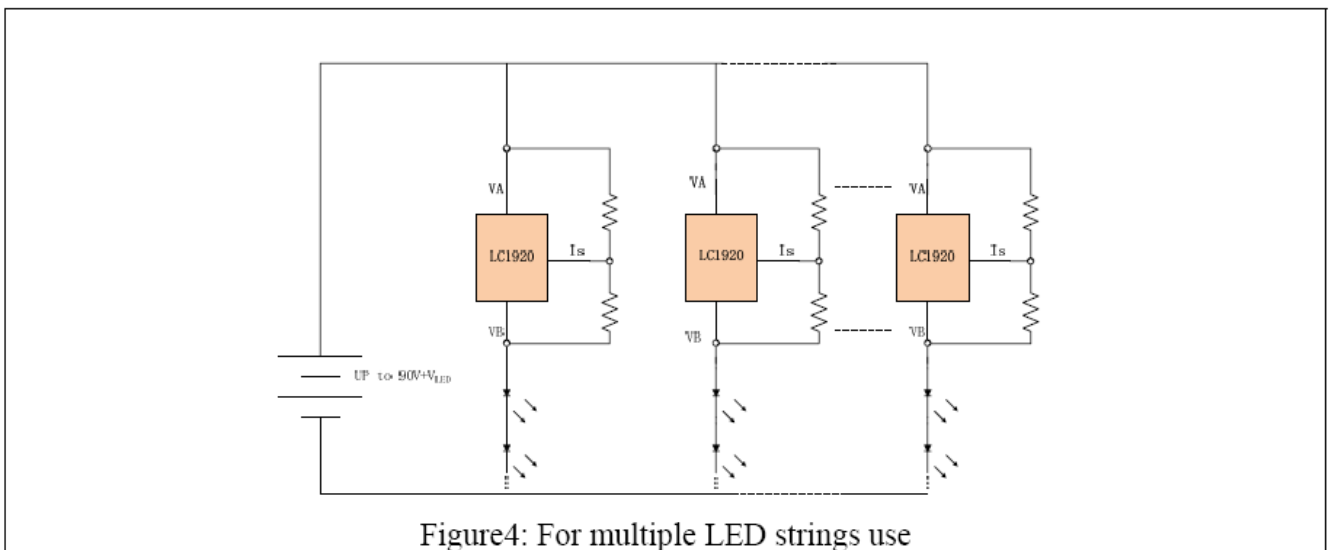 VA
VA
VA
LC1920
Is
LC1920
Is
LC1920
Is
VB
VB
VB
UP to 90V+VLED
Figure4: For multiple LED strings use